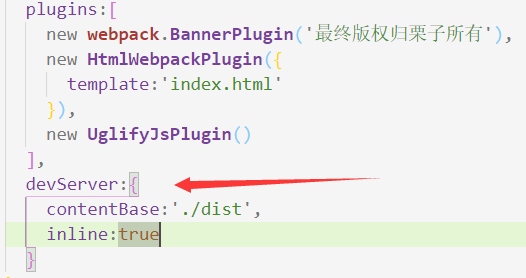 plugins:[
new webpack.BannerPlugin('最终版权归栗子所有'),
new HtmlWebpackPlugin({
template:'index.html'
}),
new UglifyJsPlugin()
],
devServer:{
contentBase:'./dist',
inline:true
}